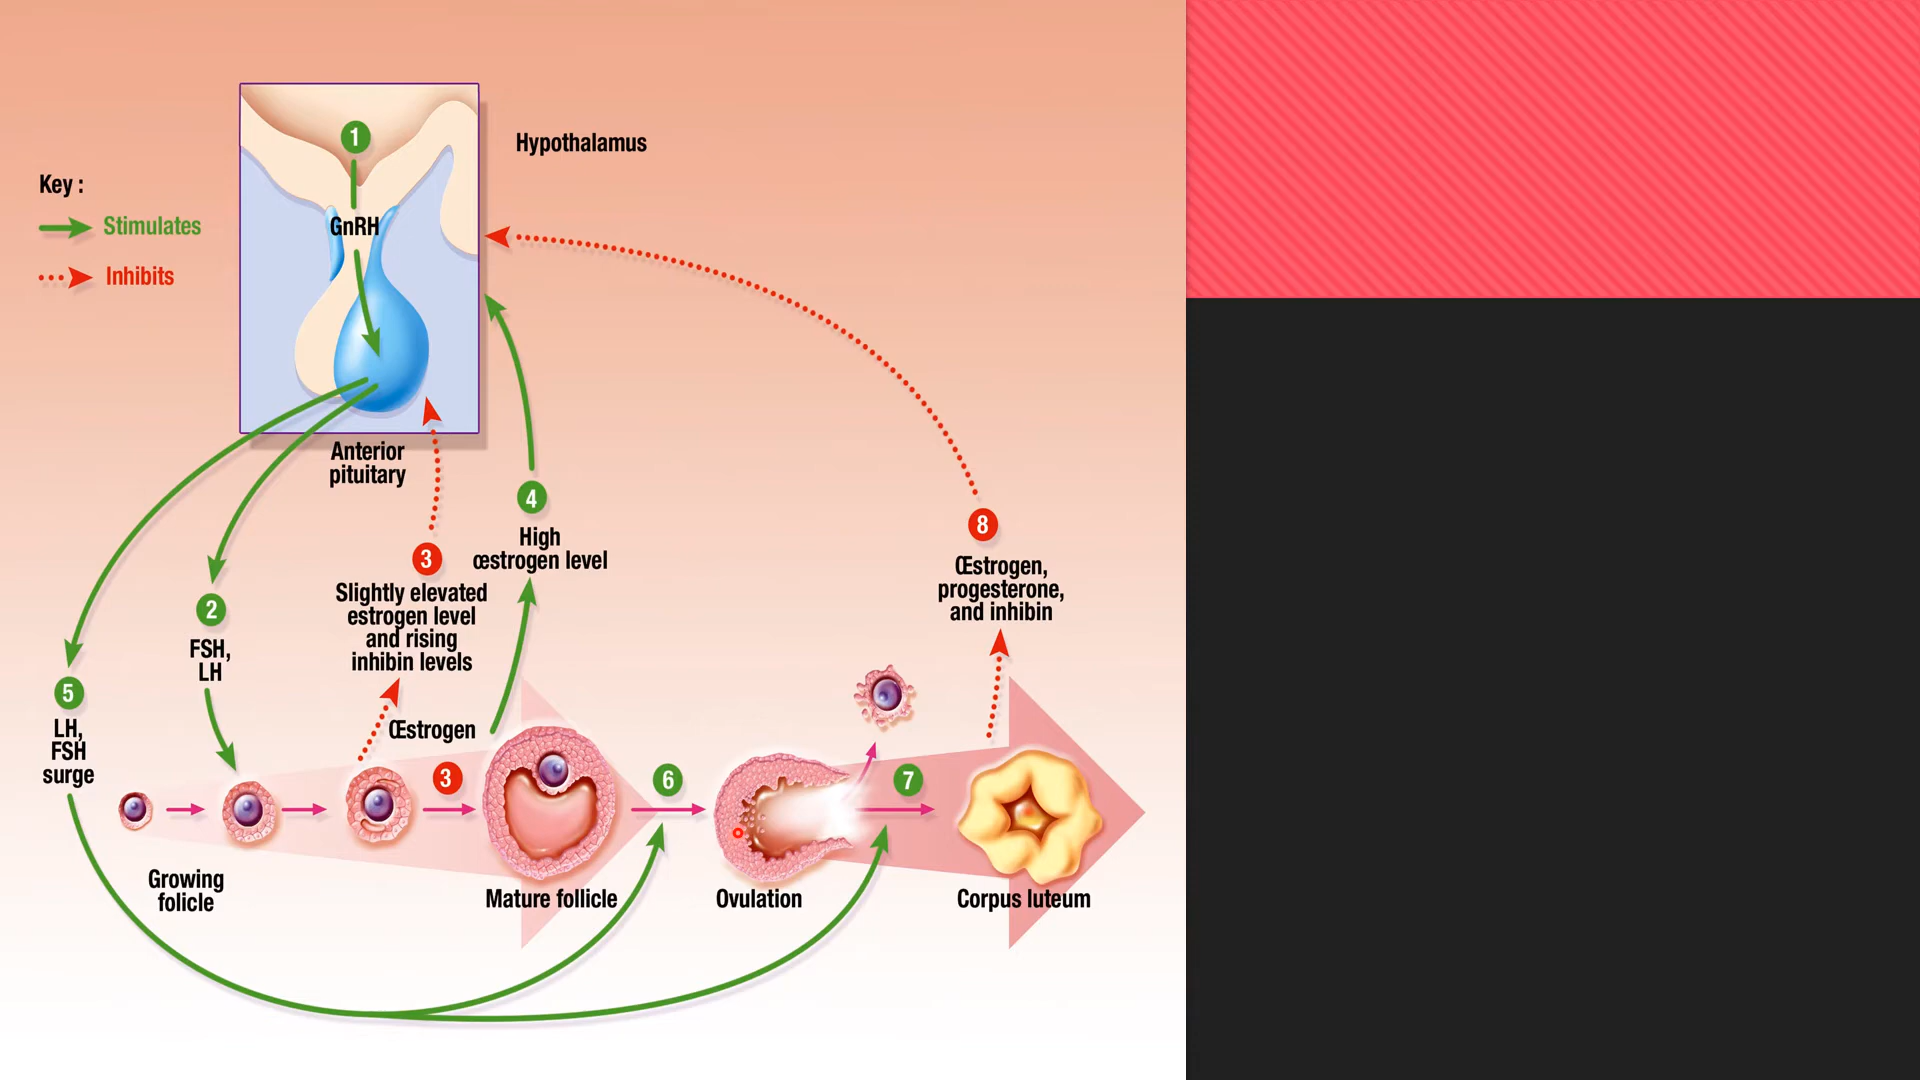 1
Hypothalamus
Key :
Stimulates
GnRH
Inhibits
Anterior
pituitary
4
High
œstrogen level
3
Slightly elevated
estrogen level
and rising
inhibin levels
8
Œstrogen,
progesterone,
and inhibin
2
FSH,
LH
5
LH,
FSH
surge
Œstrogen
3
6
7
Growing
folicle
Mature follicle
Ovulation
Corpus luteum